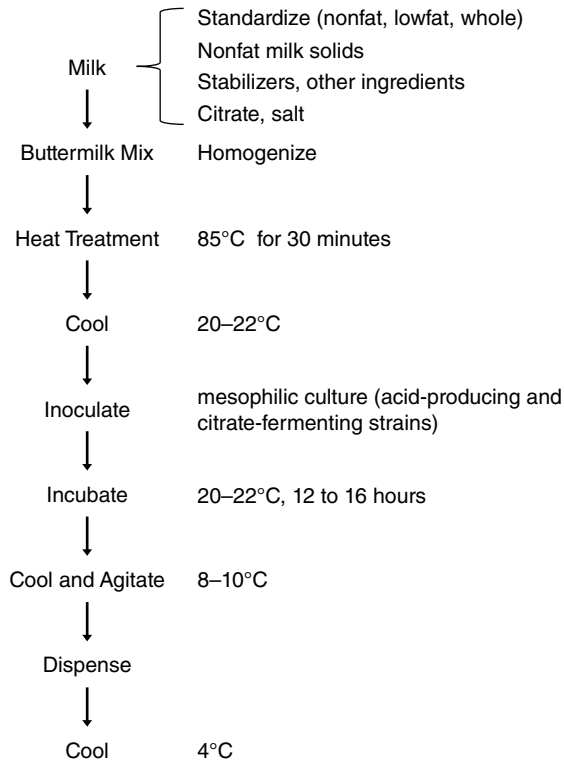 Standardize (nonfat, lowfat, whole)
Nonfat milk solids
Milk
Stabilizers, other ingredients
Citrate, salt
Buttermilk Mix Homogenize
Heat Treatment 85°C for 30 minutes
Cool 20–22°C
Inoculate mesophilic culture (acid-producing and
citrate-fermenting strains)
Incubate 20–22°C, 12 to 16 hours
Cool and Agitate 8–10°C
Dispense
Cool 4°C